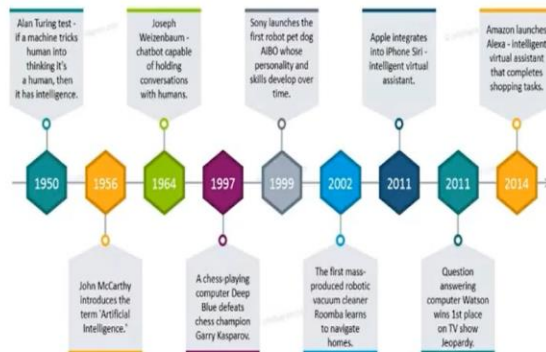 Alan Turing test -
if a machine tricks
human into
thinking it's
a human, then
it has intelligence.
Joseph
Weizenbaum -
chatbot capable
of holding
conversations
with humans.
Sony launches the
first robot pet dog
AIBO whose
personality and
skills develop over
time.
Apple integrates
into iPhone Siri -
intelligent virtual
assistant.
Amazon launches
Alexa - intelligent
virtual assistant
that completes
shopping tasks.
1950
1956
1964
1997
1999
2002
2011
2011
2014
John McCarthy
introduces the
term 'Artificial
Intelligence.'
A chess-playing
computer Deep
Blue defeats
chess champion
Garry Kasparov.
The first mass-
produced robotic
vacuum cleaner
Roomba learns to
navigate homes.
Question
answering
computer Watson
wins 1st place
on TV show
Jeopardy.